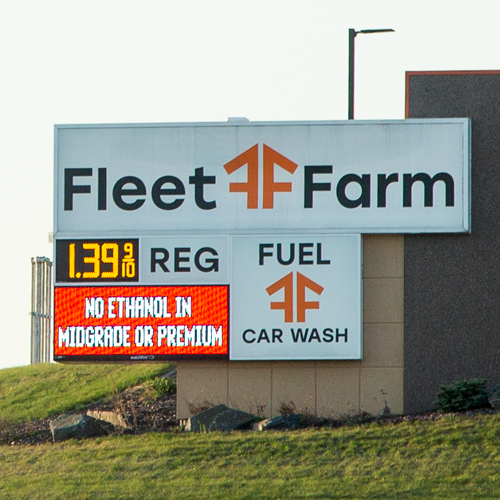 Fleet Farm
1.39 9/10 REG
NO ETHANOL IN
MIDGRADE OR PREMIUM
FUEL
CAR WASH